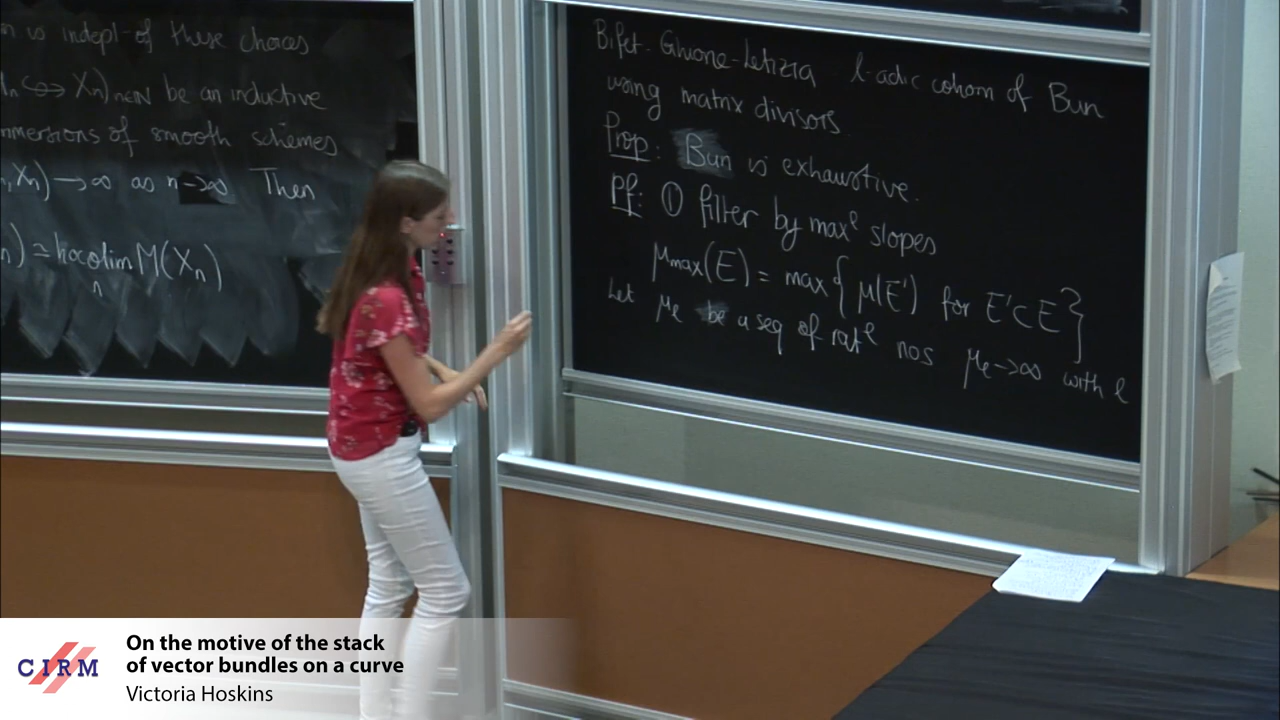 n is indept of these choices
n ↪ Xn)n∈N be an inductive
mmersions of smooth schemes
, Xn) → ∞ as n→∞ Then
n) ≃ hocolim M(Xn)
n
Bifet-Ghione-Letizia l-adic cohom of Bun
using matrix divisors
Prop: Bun is exhaustive.
Pf: ① filter by maxl slopes
μmax(E) = max{ μ(E') for E'⊂E }
Let μe be a seq of ratl nos μe→∞ with l
CIRM
On the motive of the stack
of vector bundles on a curve
Victoria Hoskins